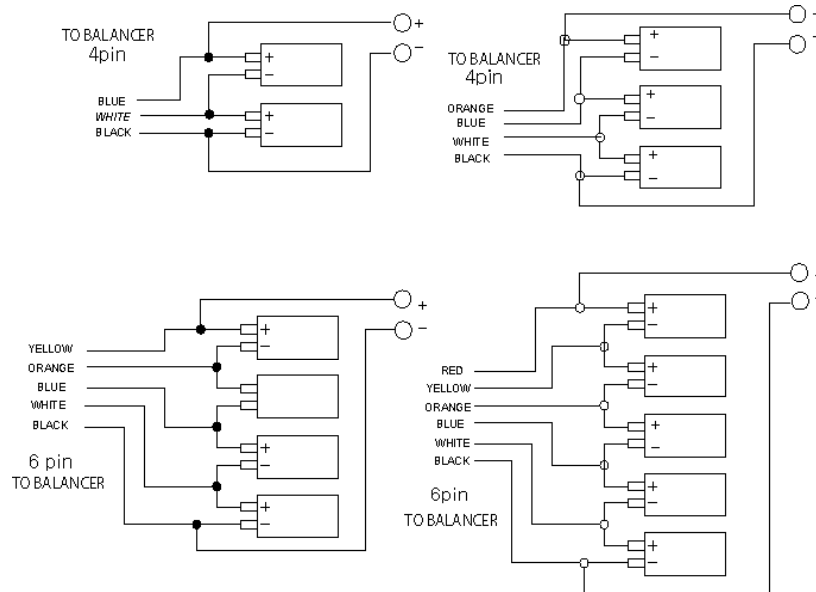 TO BALANCER
4pin
BLUE
WHITE
BLACK
+
−
+
−
+
−
TO BALANCER
4pin
ORANGE
BLUE
WHITE
BLACK
+
−
+
−
+
−
YELLOW
ORANGE
BLUE
WHITE
BLACK
6 pin
TO BALANCER
+
−
+
−
+
−
+
−
RED
YELLOW
ORANGE
BLUE
WHITE
BLACK
6pin
TO BALANCER
+
−
+
−
+
−
+
−
+
−